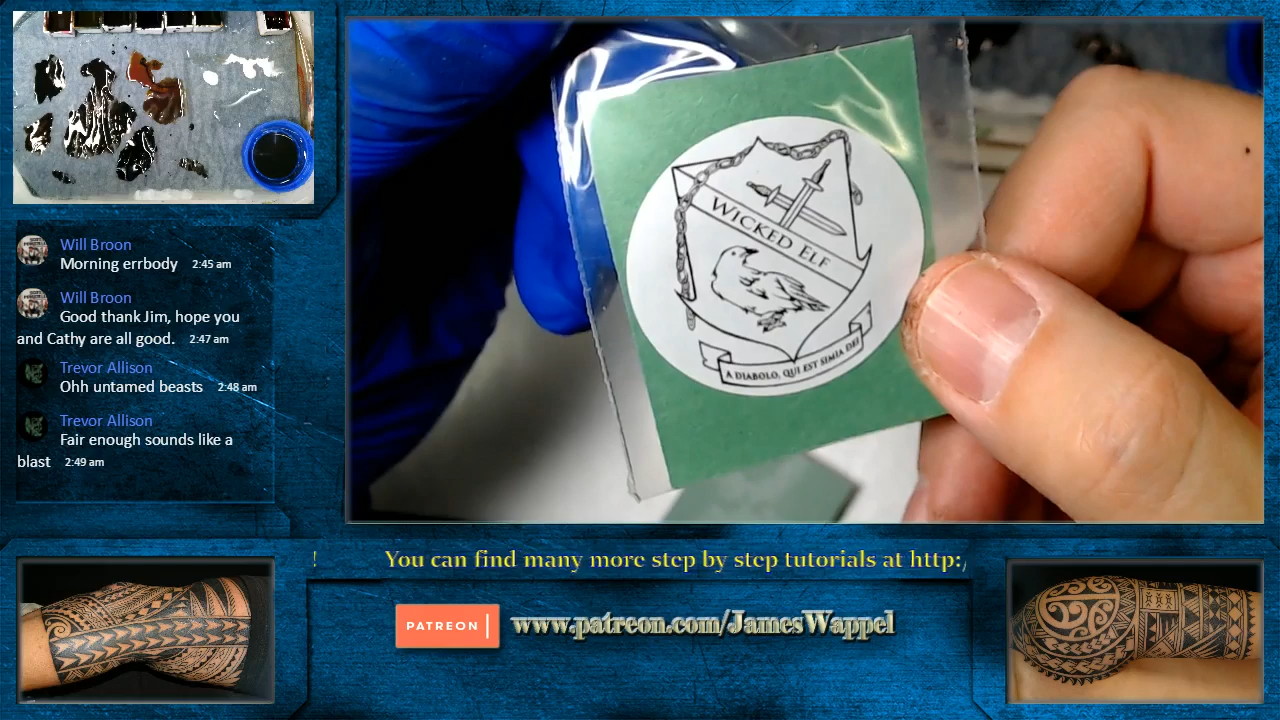 Will Broon
Morning errbody 2:45 am
Will Broon
Good thank Jim, hope you
and Cathy are all good. 2:47 am
Trevor Allison
Ohh untamed beasts 2:48 am
Trevor Allison
Fair enough sounds like a
blast 2:49 am
WICKED ELF
A DIABOLO, QUI EST SIMIA DEI
! You can find many more step by step tutorials at http:/
PATREON
www.patreon.com/JamesWappel